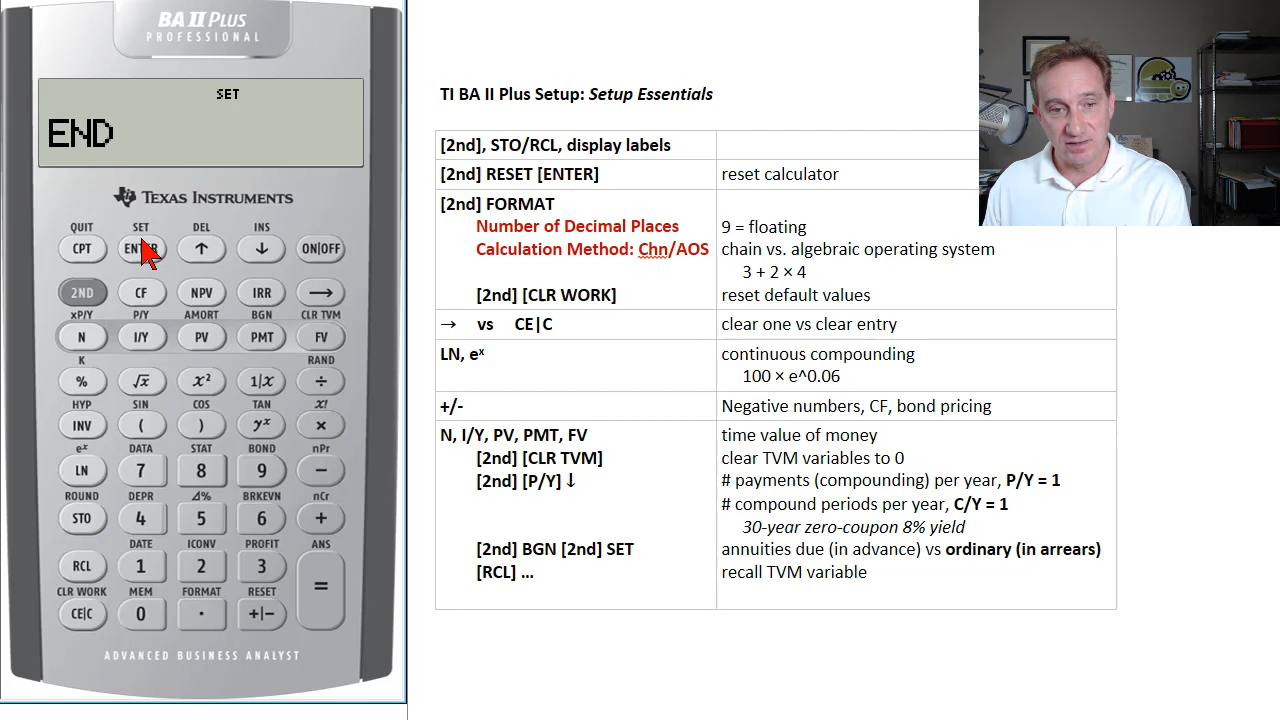 BA II Plus
PROFESSIONAL
SET
END
TEXAS INSTRUMENTS
QUIT SET DEL INS
CPT ENTER ↑ ↓ ON|OFF
2ND CF NPV IRR →
xP/Y P/Y AMORT BGN CLR TVM
N I/Y PV PMT FV
K RAND
% √x x² 1/x ÷
HYP SIN COS TAN x!
INV ( ) yˣ ×
eˣ DATA STAT BOND nPr
LN 7 8 9 −
ROUND DEPR Δ% BRKEVN nCr
STO 4 5 6 +
DATE ICONV PROFIT ANS
RCL 1 2 3 =
CLR WORK MEM FORMAT RESET
CE|C 0 . +|−
ADVANCED BUSINESS ANALYST
TI BA II Plus Setup: Setup Essentials
[2nd], STO/RCL, display labels
[2nd] RESET [ENTER] reset calculator
[2nd] FORMAT
Number of Decimal Places 9 = floating
Calculation Method: Chn/AOS chain vs. algebraic operating system
3 + 2 × 4
[2nd] [CLR WORK] reset default values
→ vs CE|C clear one vs clear entry
LN, eˣ continuous compounding
100 × e^0.06
+/- Negative numbers, CF, bond pricing
N, I/Y, PV, PMT, FV time value of money
[2nd] [CLR TVM] clear TVM variables to 0
[2nd] [P/Y] ↓ # payments (compounding) per year, P/Y = 1
# compound periods per year, C/Y = 1
30-year zero-coupon 8% yield
[2nd] BGN [2nd] SET annuities due (in advance) vs ordinary (in arrears)
[RCL] ... recall TVM variable